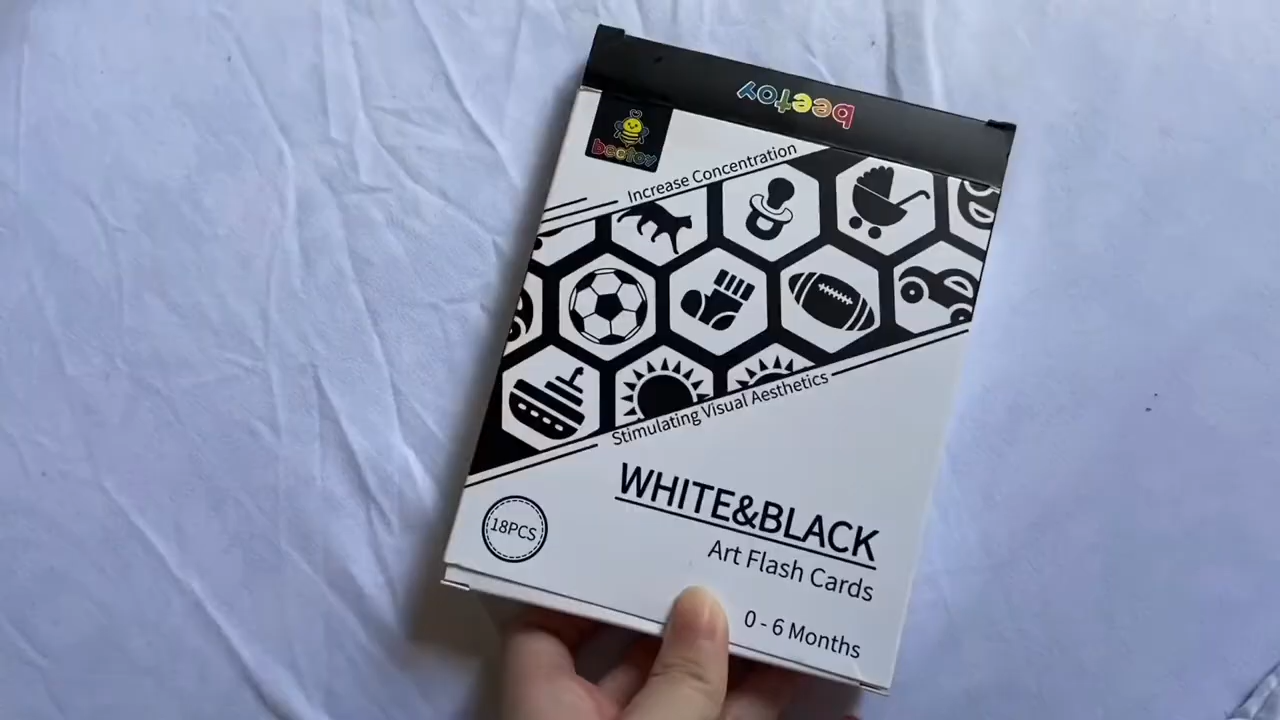 beetoy
beetoy
Increase Concentration
Stimulating Visual Aesthetics
WHITE&BLACK
18PCS
Art Flash Cards
0 - 6 Months